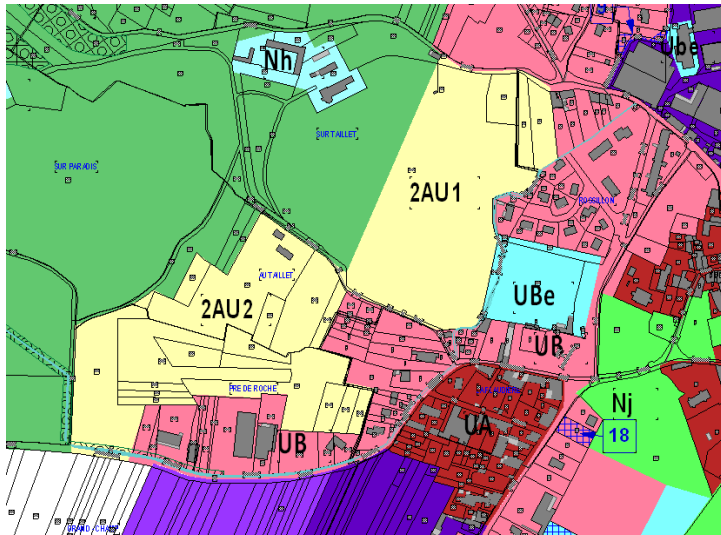 Ube
Nh
SUR TAILLET
SUR PARADIS
2AU1
ROSSILLON
AU TAILLET
UBe
2AU2
UB
PRE DE ROCHE
Nj
UA
18
UB
GRAND CHAMP